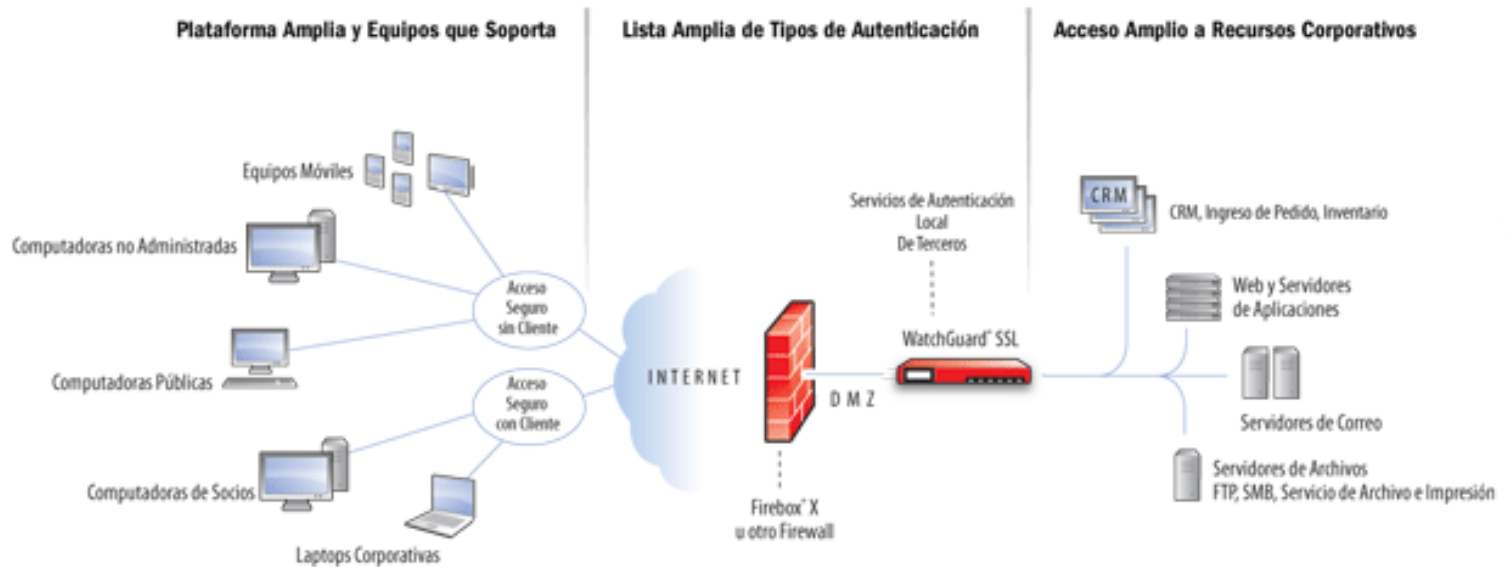 Plataforma Amplia y Equipos que Soporta
Lista Amplia de Tipos de Autenticación
Acceso Amplio a Recursos Corporativos
Equipos Móviles
Computadoras no Administradas
Acceso
Seguro
sin Cliente
Computadoras Públicas
Acceso
Seguro
con Cliente
Computadoras de Socios
Laptops Corporativas
INTERNET
Firebox X
u otro Firewall
DMZ
Servicios de Autenticación
Local
De Terceros
WatchGuard SSL
CRM
CRM, Ingreso de Pedido, Inventario
Web y Servidores
de Aplicaciones
Servidores de Correo
Servidores de Archivos
FTP, SMB, Servicio de Archivo e Impresión